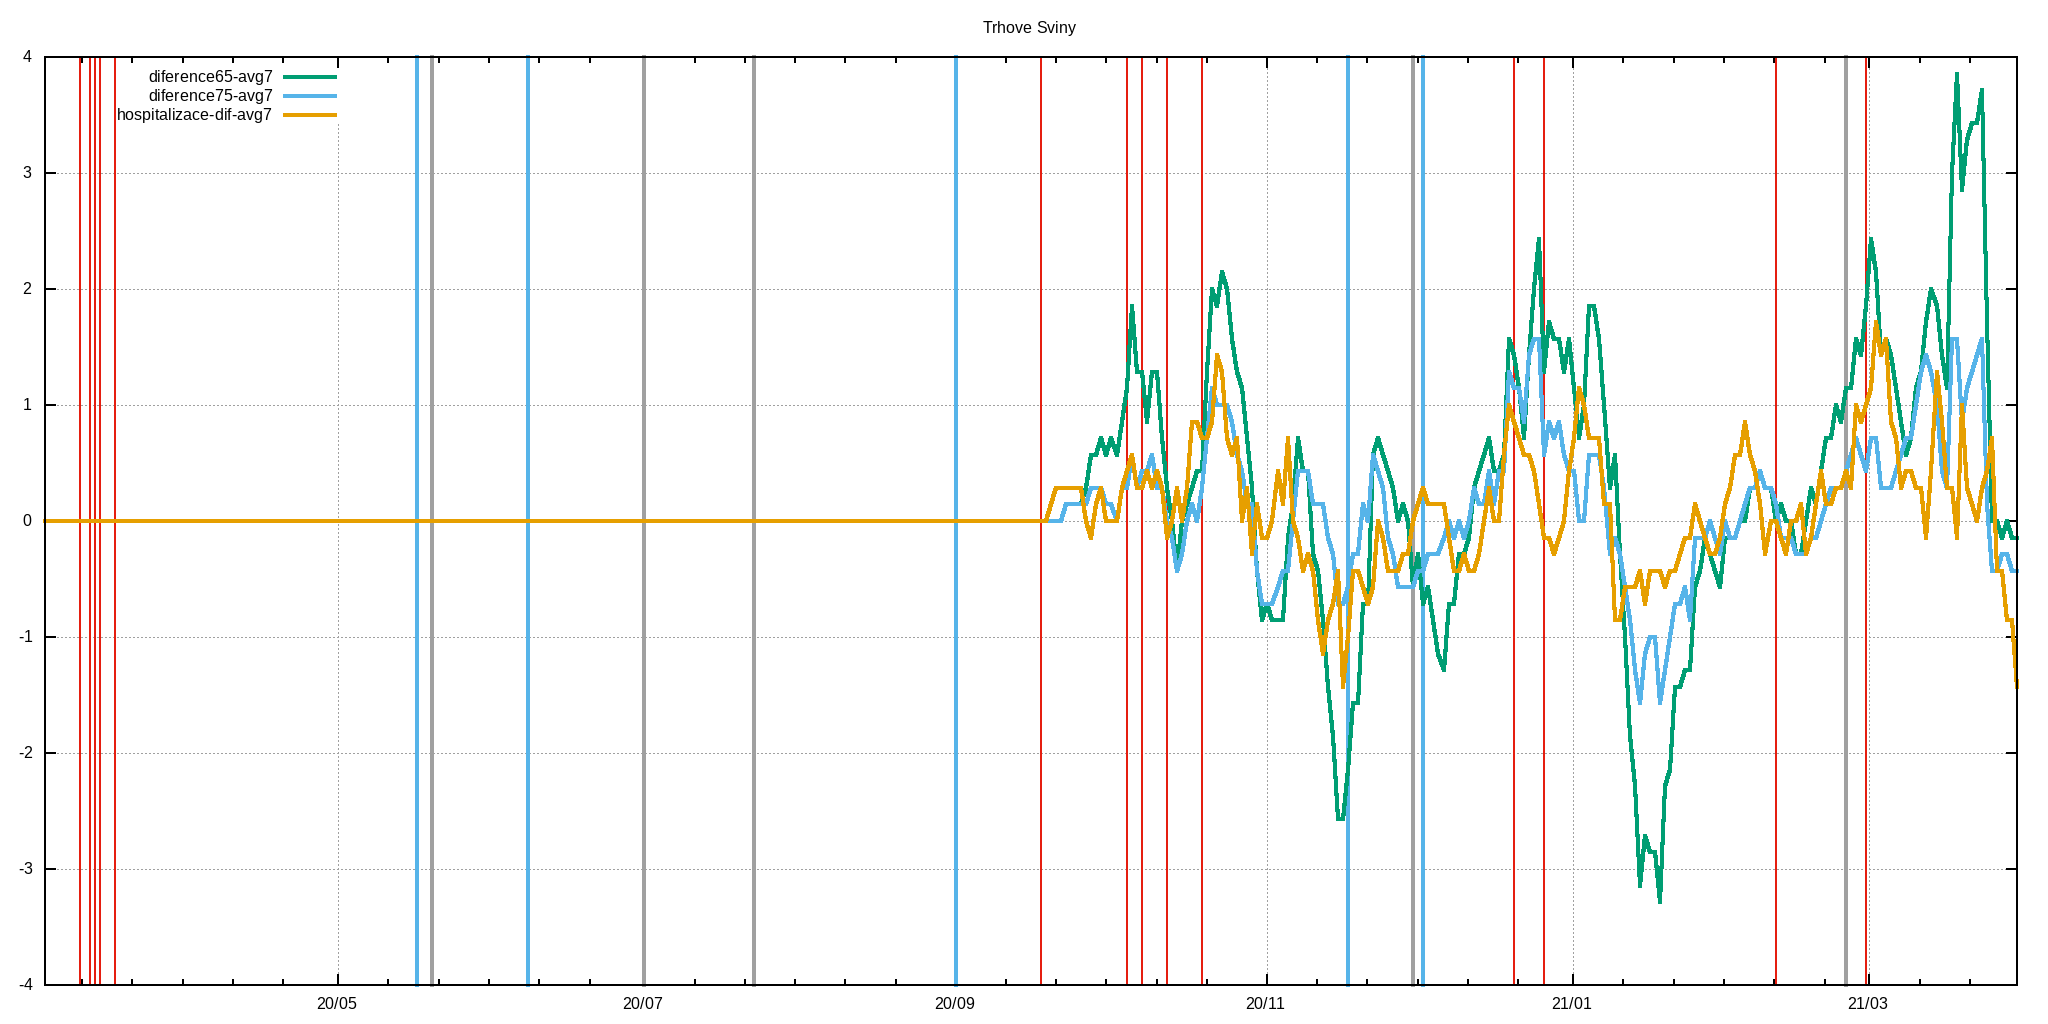 Trhove Sviny
diference65-avg7
diference75-avg7
hospitalizace-dif-avg7
4
3
2
1
0
-1
-2
-3
-4
20/05 20/07 20/09 20/11 21/01 21/03